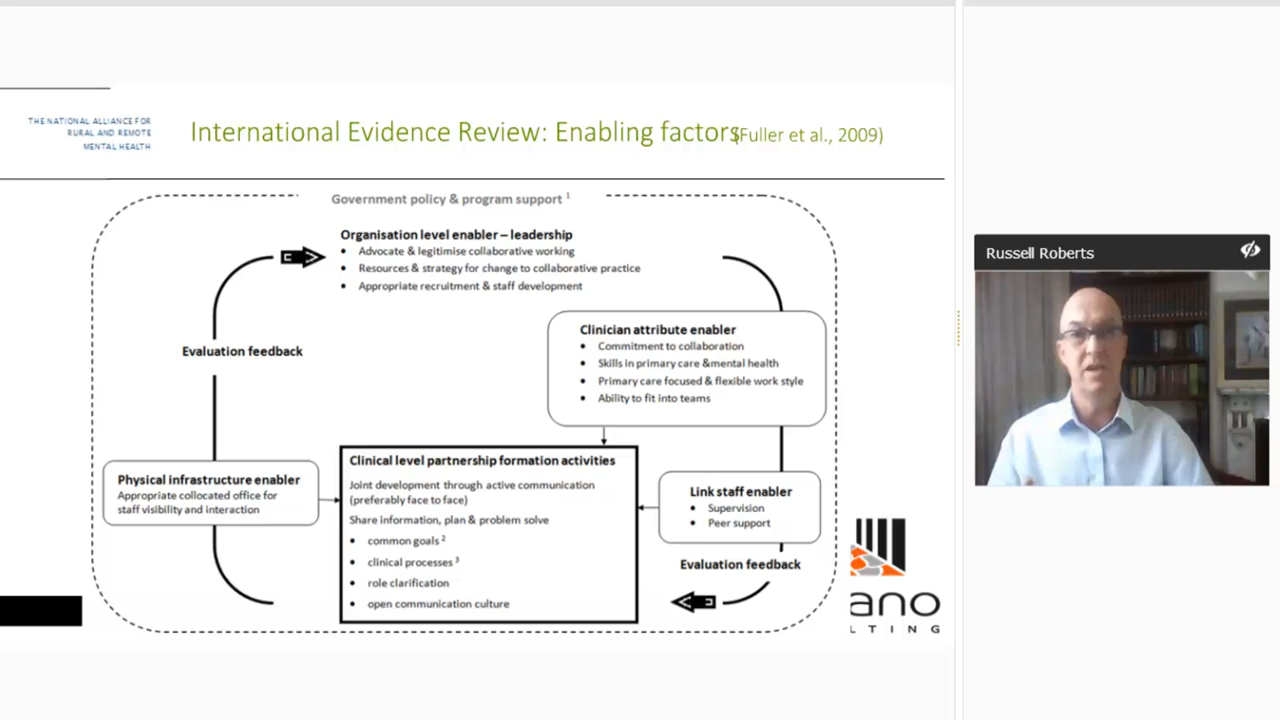 THE NATIONAL ALLIANCE FOR
RURAL AND REMOTE
MENTAL HEALTH
International Evidence Review: Enabling factors (Fuller et al., 2009)
Government policy & program support 1
Organisation level enabler – leadership
• Advocate & legitimise collaborative working
• Resources & strategy for change to collaborative practice
• Appropriate recruitment & staff development
Clinician attribute enabler
• Commitment to collaboration
• Skills in primary care &mental health
• Primary care focused & flexible work style
• Ability to fit into teams
Evaluation feedback
Physical infrastructure enabler
Appropriate collocated office for
staff visibility and interaction
Clinical level partnership formation activities
Joint development through active communication
(preferably face to face)
Share information, plan & problem solve
• common goals 2
• clinical processes 3
• role clarification
• open communication culture
Link staff enabler
• Supervision
• Peer support
Evaluation feedback
ano
LTING
Russell Roberts